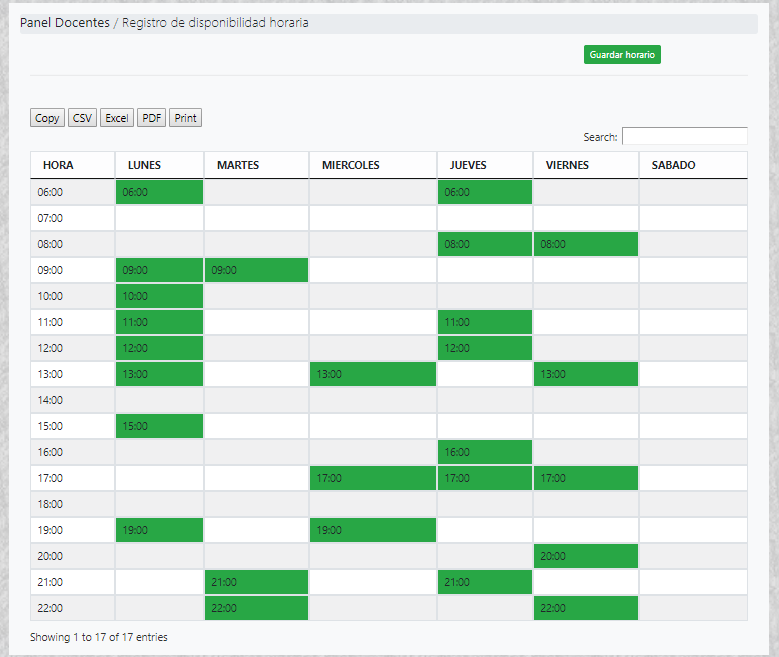 Panel Docentes / Registro de disponibilidad horaria
Guardar horario
Copy CSV Excel PDF Print
Search:
HORA LUNES MARTES MIERCOLES JUEVES VIERNES SABADO
06:00 06:00 06:00
07:00
08:00 08:00 08:00
09:00 09:00 09:00
10:00 10:00
11:00 11:00 11:00
12:00 12:00 12:00
13:00 13:00 13:00 13:00
14:00
15:00 15:00
16:00 16:00
17:00 17:00 17:00 17:00
18:00
19:00 19:00 19:00
20:00 20:00
21:00 21:00 21:00
22:00 22:00 22:00
Showing 1 to 17 of 17 entries